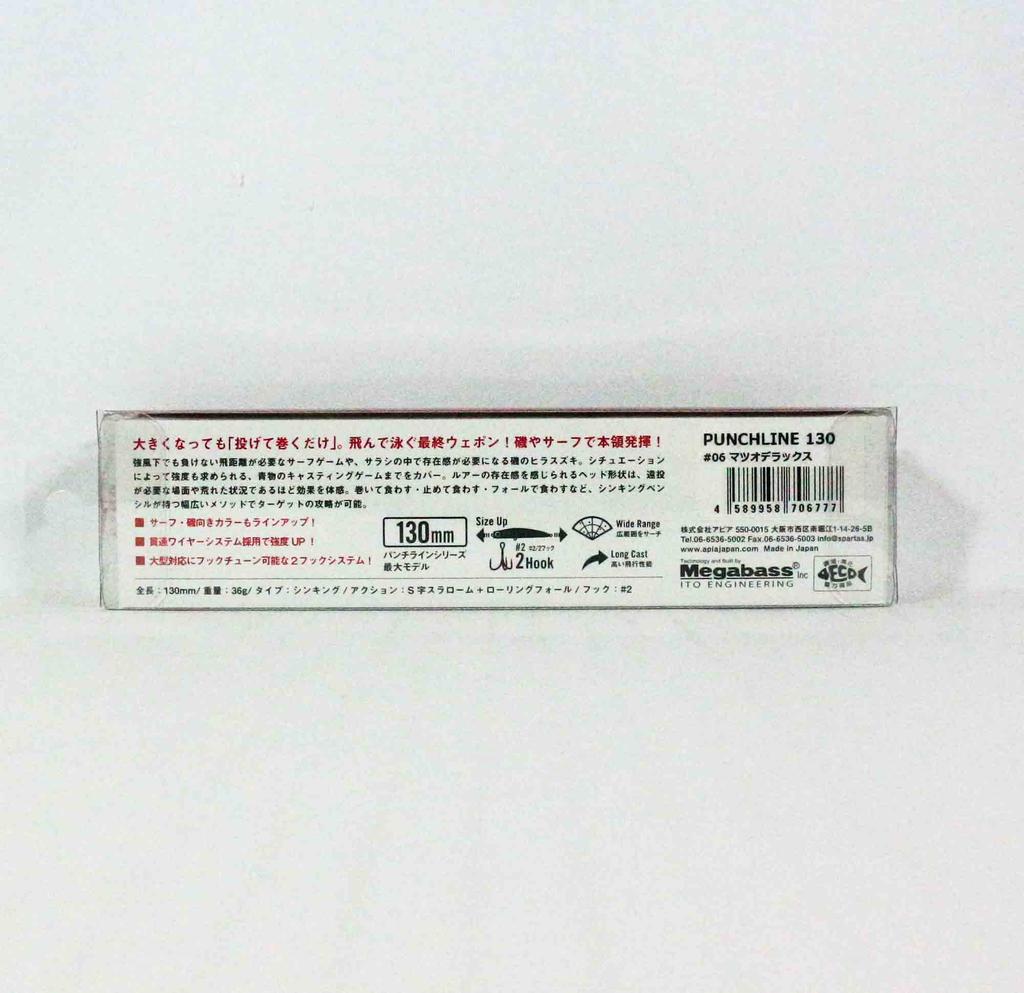 大きくなっても「投げて巻くだけ」。飛んで泳ぐ最終ウェポン！磯やサーフで本領発揮！
強風下でも負けない飛距離が必要なサーフゲームや、サラシの中で存在感が必要になる磯のヒラスズキ。シチュエーション
によって強度も求められる、青物のキャスティングゲームまでをカバー。ルアーの存在感を感じられるヘッド形状は、遠投
が必要な場面や荒れた状況であるほど効果を体感。巻いて食わす・止めて食わす・フォールで食わすなど、シンキングペン
シルが持つ幅広いメソッドでターゲットの攻略が可能。
■ サーフ・磯向きカラーもラインアップ！
■ 貫通ワイヤーシステム採用で強度 UP！
■ 大型対応にフックチューン可能な２フックシステム！
130mm
パンチラインシリーズ
最大モデル
Size Up
#2 #2/2フック
2Hook
Wide Range
広範囲をサーチ
Long Cast
高い飛行性能
全長：130mm/ 重量：36g/ タイプ：シンキング / アクション：S 字スラローム＋ローリングフォール / フック：#2
PUNCHLINE 130
#06 マツオデラックス
4 589958 706777
株式会社アピア 550-0015 大阪市西区南堀江1-14-26-5B
Tel.06-6536-5002 Fax.06-6536-5003 info@spartas.jp
www.apiajapan.com Made in Japan
Technology and Built by
Megabass® Inc
ITO ENGINEERING
ECO